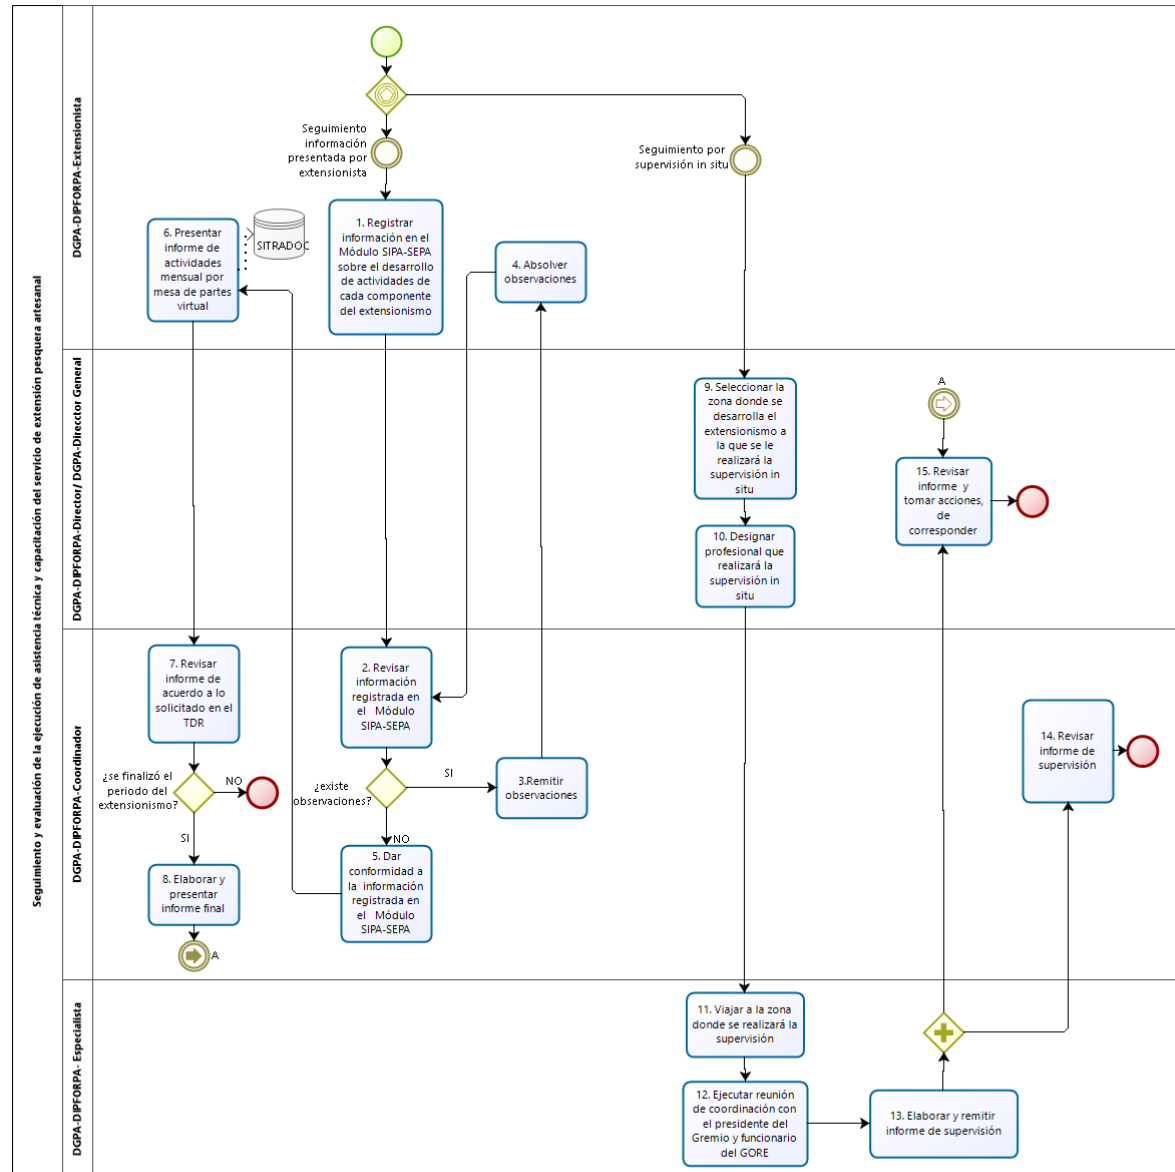 Seguimiento y evaluación de la ejecución de asistencia técnica y capacitación del servicio de extensión pesquera artesanal
DGPA-DIPFORPA-Extensionista
Seguimiento
información
presentada por
extensionista
Seguimiento por
supervisión in situ
6. Presentar
informe de
actividades
mensual por
mesa de partes
virtual
SITRADOC
1. Registrar
información en el
Módulo SIPA-SEPA
sobre el desarrollo
de actividades de
cada componente
del extensionismo
4. Absolver
observaciones
DGPA-DIPFORPA-Director/ DGPA-Director General
9. Seleccionar la
zona donde se
desarrolla el
extensionismo a
la que se le
realizará la
supervisión in
situ
10. Designar
profesional que
realizará la
supervisión in
situ
A
15. Revisar
informe y
tomar acciones,
de
corresponder
DGPA-DIPFORPA-Coordinador
7. Revisar
informe de
acuerdo a lo
solicitado en el
TDR
¿se finalizó el
periodo del
extensionismo?
NO
SI
8. Elaborar y
presentar
informe final
A
2. Revisar
información
registrada en
el Módulo
SIPA-SEPA
¿existe
observaciones?
SI
NO
3.Remitir
observaciones
5. Dar
conformidad a
la información
registrada en
el Módulo
SIPA-SEPA
14. Revisar
informe de
supervisión
DGPA-DIPFORPA- Especialista
11. Viajar a la zona
donde se realizará la
supervisión
12. Ejecutar reunión
de coordinación con
el presidente del
Gremio y funcionario
del GORE
13. Elaborar y remitir
informe de supervisión